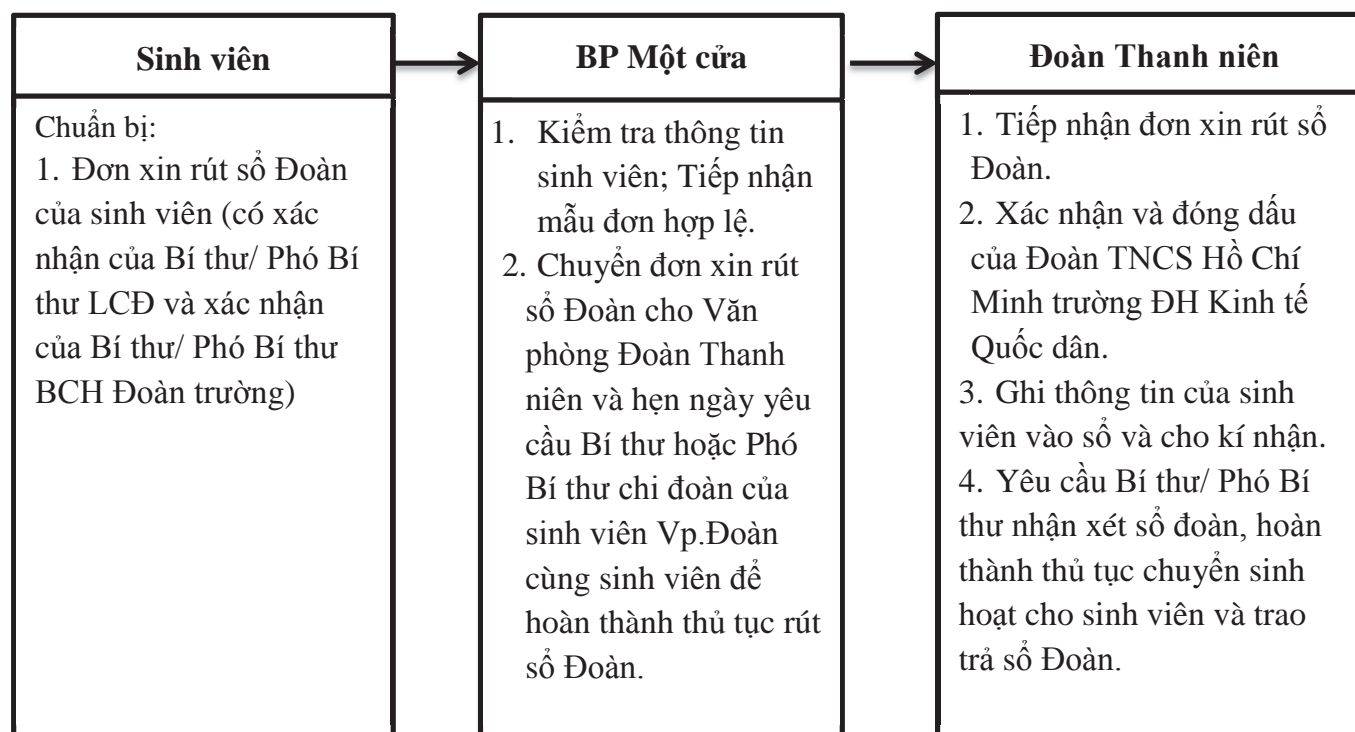 Sinh viên
Chuẩn bị:
1. Đơn xin rút sổ Đoàn
của sinh viên (có xác
nhận của Bí thư/ Phó Bí
thư LCĐ và xác nhận
của Bí thư/ Phó Bí thư
BCH Đoàn trường)
BP Một cửa
1. Kiểm tra thông tin
sinh viên; Tiếp nhận
mẫu đơn hợp lệ.
2. Chuyển đơn xin rút
sổ Đoàn cho Văn
phòng Đoàn Thanh
niên và hẹn ngày yêu
cầu Bí thư hoặc Phó
Bí thư chi đoàn của
sinh viên Vp.Đoàn
cùng sinh viên để
hoàn thành thủ tục rút
sổ Đoàn.
Đoàn Thanh niên
1. Tiếp nhận đơn xin rút sổ
Đoàn.
2. Xác nhận và đóng dấu
của Đoàn TNCS Hồ Chí
Minh trường ĐH Kinh tế
Quốc dân.
3. Ghi thông tin của sinh
viên vào sổ và cho kí nhận.
4. Yêu cầu Bí thư/ Phó Bí
thư nhận xét sổ đoàn, hoàn
thành thủ tục chuyển sinh
hoạt cho sinh viên và trao
trả sổ Đoàn.